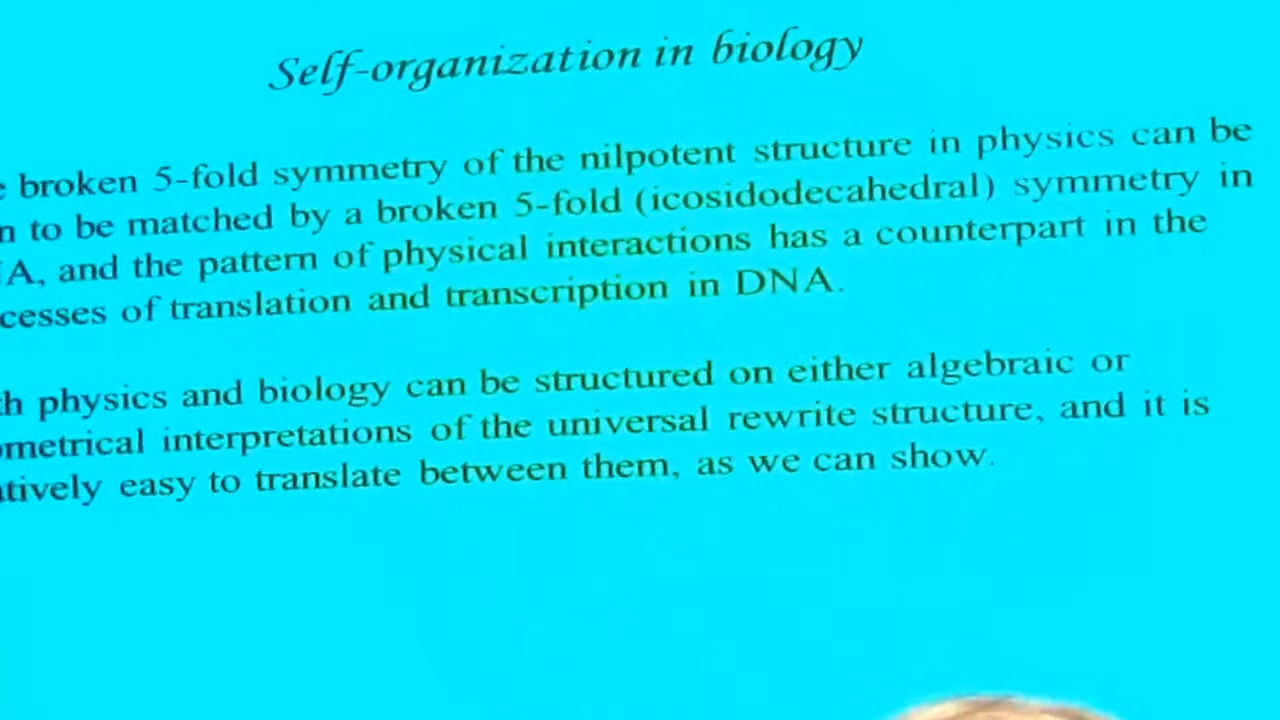 Self-organization in biology
e broken 5-fold symmetry of the nilpotent structure in physics can be
n to be matched by a broken 5-fold (icosidodecahedral) symmetry in
A, and the pattern of physical interactions has a counterpart in the
cesses of translation and transcription in DNA.
h physics and biology can be structured on either algebraic or
ometrical interpretations of the universal rewrite structure, and it is
atively easy to translate between them, as we can show.